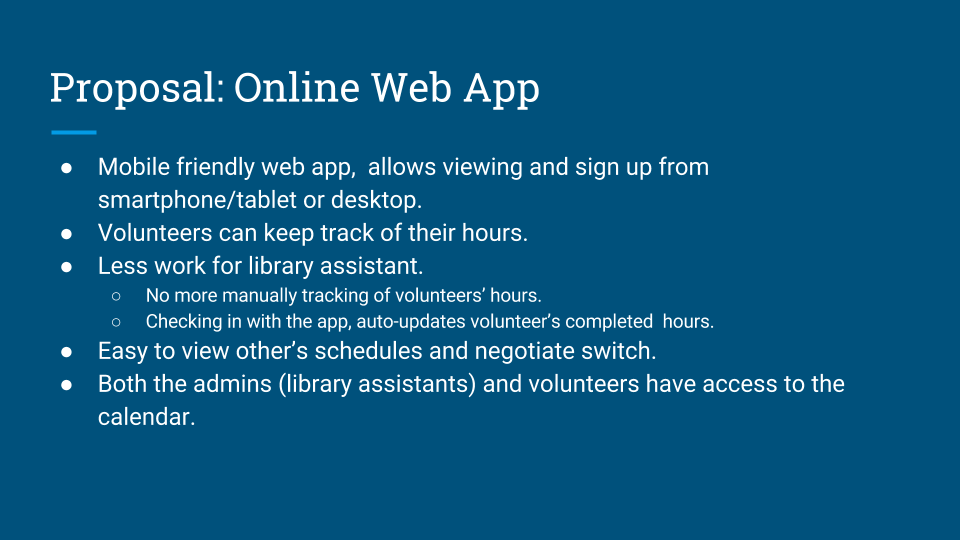 Proposal: Online Web App
● Mobile friendly web app,  allows viewing and sign up from
smartphone/tablet or desktop.
● Volunteers can keep track of their hours.
● Less work for library assistant.
○ No more manually tracking of volunteers’ hours.
○ Checking in with the app, auto-updates volunteer’s completed  hours.
● Easy to view other’s schedules and negotiate switch.
● Both the admins (library assistants) and volunteers have access to the
calendar.